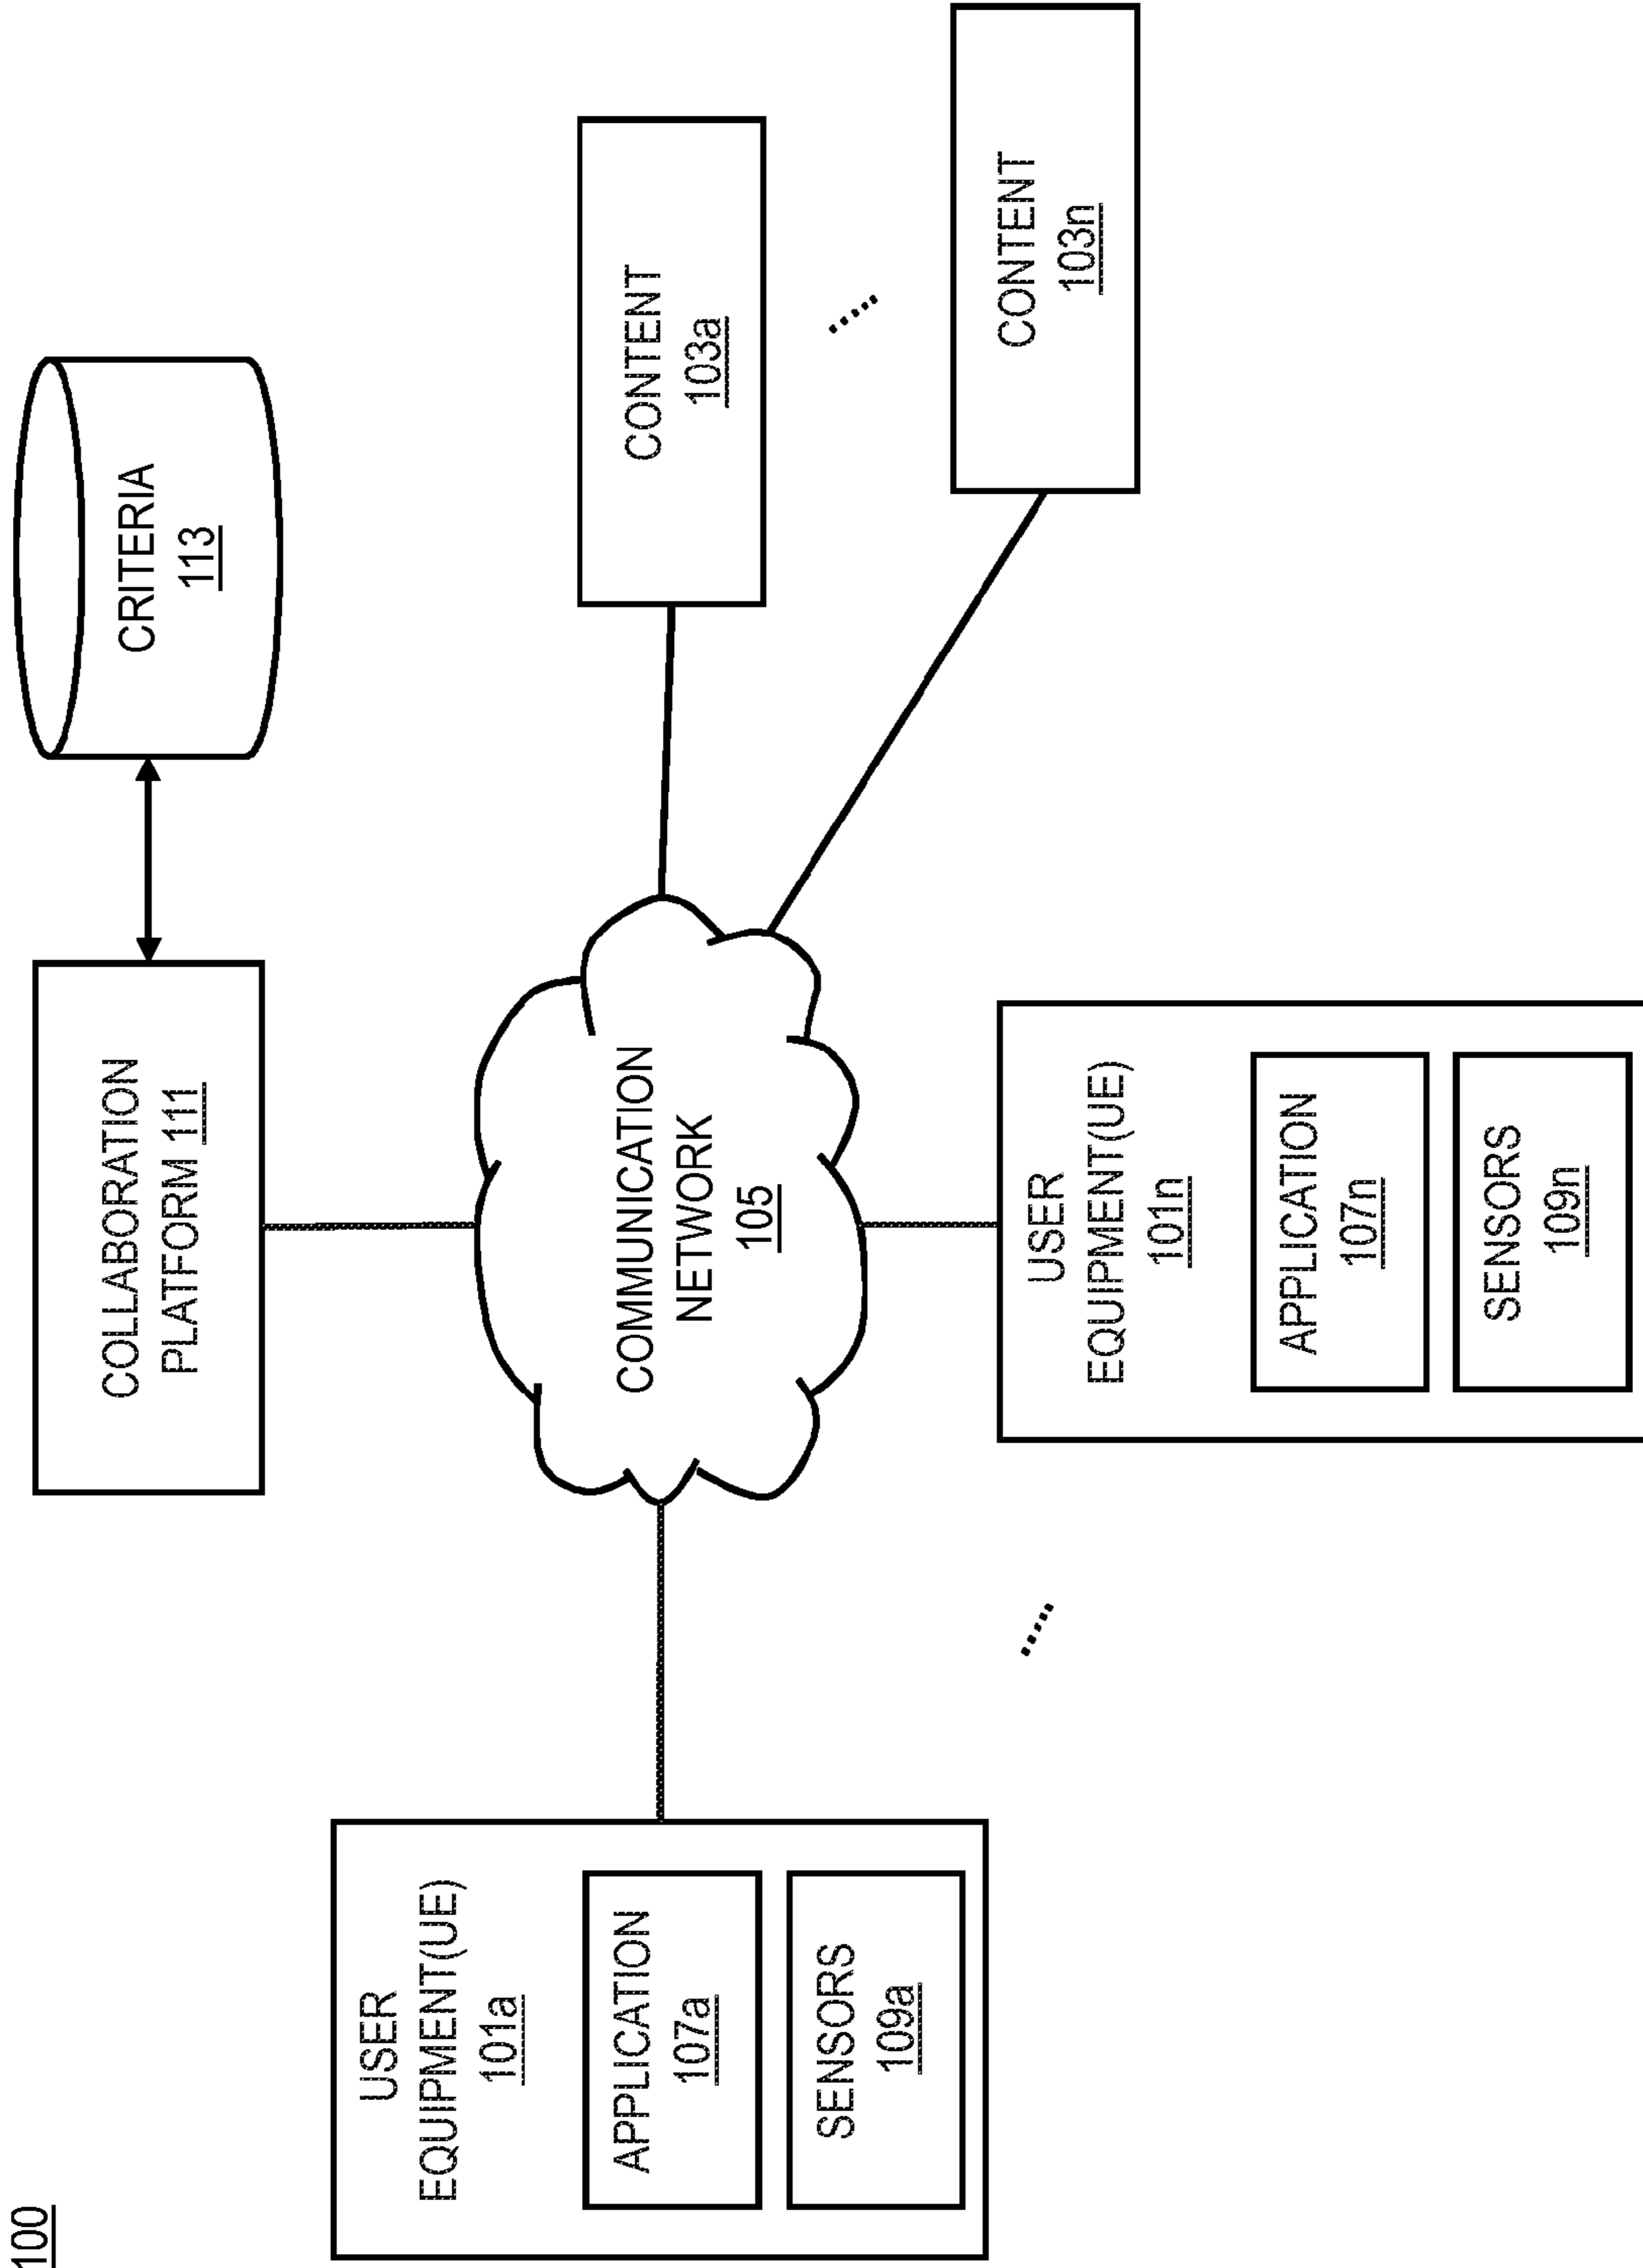 100
COLLABORATION
PLATFORM 111
CRITERIA
113
USER
EQUIPMENT(UE)
101a
APPLICATION
107a
SENSORS
109a
COMMUNICATION
NETWORK
105
CONTENT
103a
CONTENT
103n
USER
EQUIPMENT(UE)
101n
APPLICATION
107n
SENSORS
109n